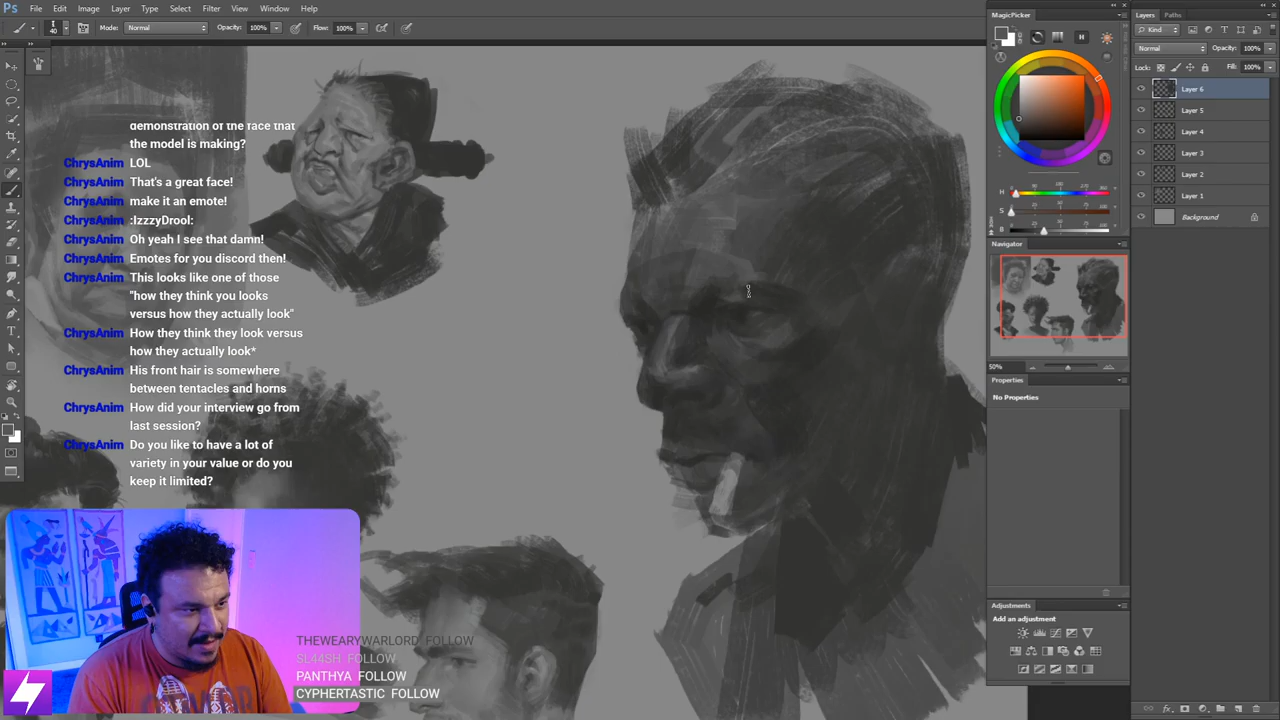 Ps File Edit Image Layer Type Select Filter 3D View Window Help
40 Mode: Normal Opacity: 100% Flow: 100%
demonstration of the face that
the model is making?
ChrysAnim LOL
ChrysAnim That's a great face!
ChrysAnim make it an emote!
ChrysAnim :IzzzyDrool:
ChrysAnim Oh yeah I see that damn!
ChrysAnim Emotes for you discord then!
ChrysAnim This looks like one of those
"how they think you looks
versus how they actually look"
ChrysAnim How they think they look versus
how they actually look*
ChrysAnim His front hair is somewhere
between tentacles and horns
ChrysAnim How did your interview go from
last session?
ChrysAnim Do you like to have a lot of
variety in your value or do you
keep it limited?
THEWEARYWARLORD FOLLOW
SL44SH FOLLOW
PANTHYA FOLLOW
CYPHERTASTIC FOLLOW
MagicPicker
H
H
S
B
Navigator
50%
Properties
No Properties
Adjustments
Add an adjustment
Layers Paths
Kind
Normal Opacity: 100%
Lock: Fill: 100%
Layer 6
Layer 5
Layer 4
Layer 3
Layer 2
Layer 1
Background